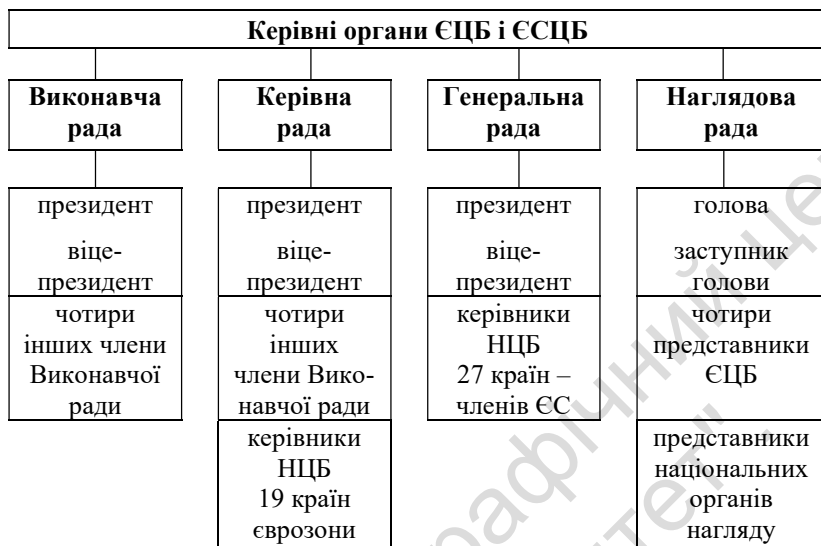 Керівні органи ЄЦБ і ЄСЦБ
Виконавча
рада
президент
віце-
президент
чотири
інших члени
Виконавчої
ради
Керівна
рада
президент
віце-
президент
чотири
інших
члени Вико-
навчої ради
керівники
НЦБ
19 країн
єврозони
Генеральна
рада
президент
віце-
президент
керівники
НЦБ
27 країн –
членів ЄС
Наглядова
рада
голова
заступник
голови
чотири
представники
ЄЦБ
представники
національних
органів
нагляду